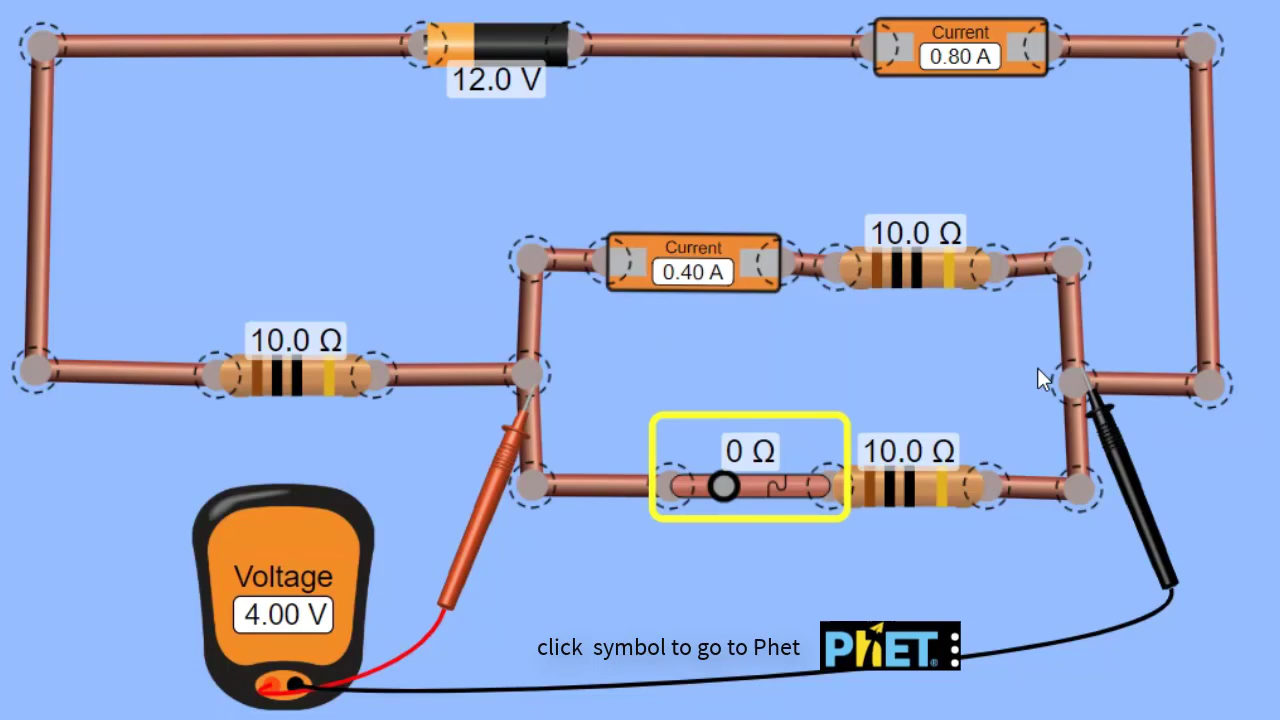 Current
0.80 A
12.0 V
10.0 Ω
Current
0.40 A
10.0 Ω
0 Ω
10.0 Ω
Voltage
4.00 V
click symbol to go to Phet
PhET®